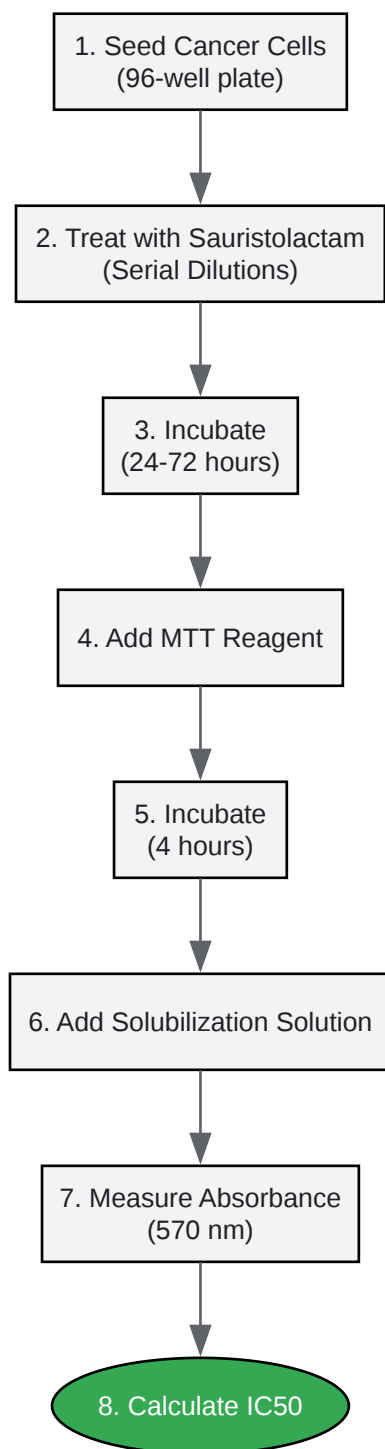 1. Seed Cancer Cells
(96-well plate)
2. Treat with Sauristolactam
(Serial Dilutions)
3. Incubate
(24-72 hours)
4. Add MTT Reagent
5. Incubate
(4 hours)
6. Add Solubilization Solution
7. Measure Absorbance
(570 nm)
8. Calculate IC50